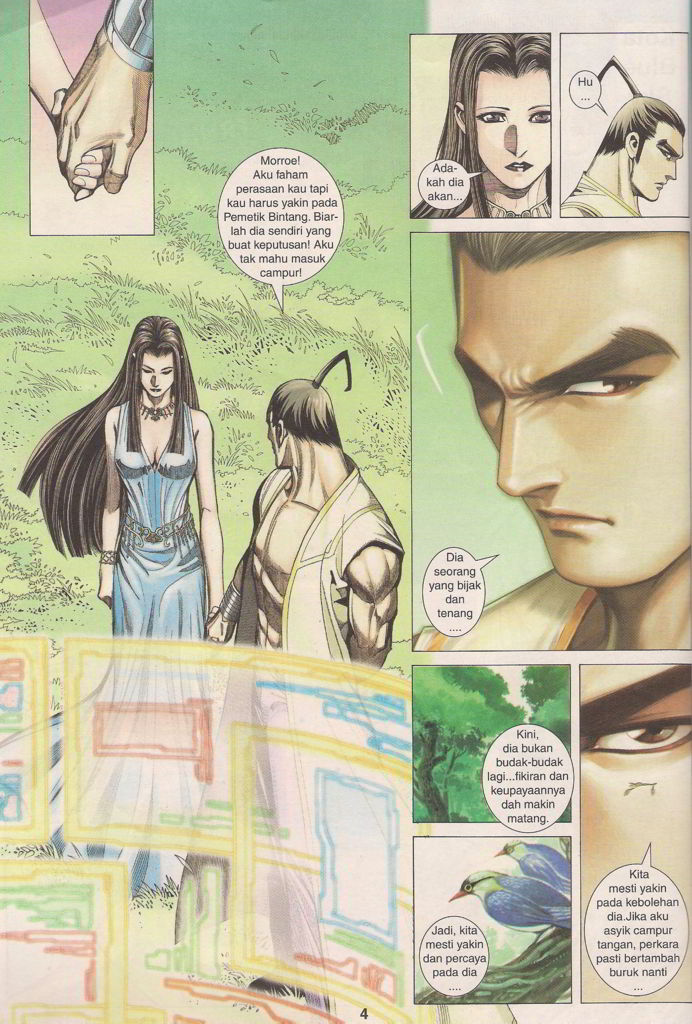 Morroe!
Aku faham
perasaan kau tapi
kau harus yakin pada
Pemetik Bintang. Biar-
lah dia sendiri yang
buat keputusan! Aku
tak mahu masuk
campur!
Ada-
kah dia
akan...
Hu
...
Dia
seorang
yang bijak
dan
tenang
....
Kini,
dia bukan
budak-budak
lagi...fikiran dan
keupayaannya
dah makin
matang.
Jadi, kita
mesti yakin
dan percaya
pada dia
....
Kita
mesti yakin
pada kebolehan
dia.Jika aku
asyik campur
tangan, perkara
pasti bertambah
buruk nanti
...
4